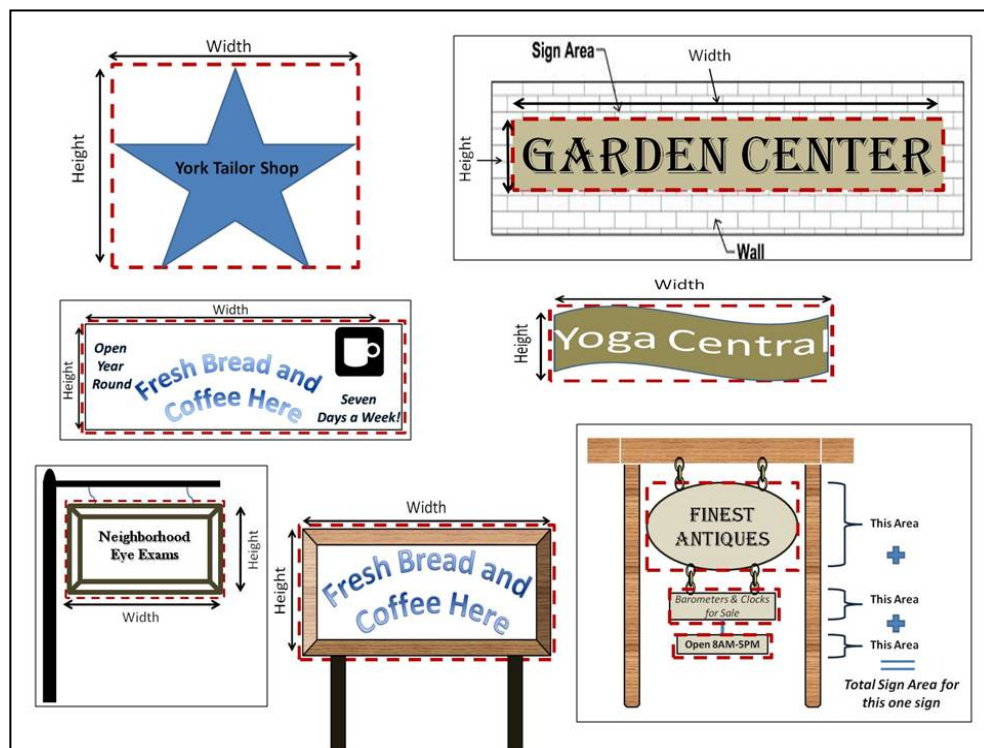 Width
Height
York Tailor Shop
Sign Area
Width
Height
GARDEN CENTER
Wall
Width
Height
Open
Year
Round
Fresh Bread and
Coffee Here
Seven
Days a Week!
Width
Height
Yoga Central
Neighborhood
Eye Exams
Height
Width
Width
Height
Fresh Bread and
Coffee Here
FINEST
ANTIQUES
Barometers & Clocks
for Sale
Open 8AM-5PM
This Area
This Area
This Area
Total Sign Area for
this one sign